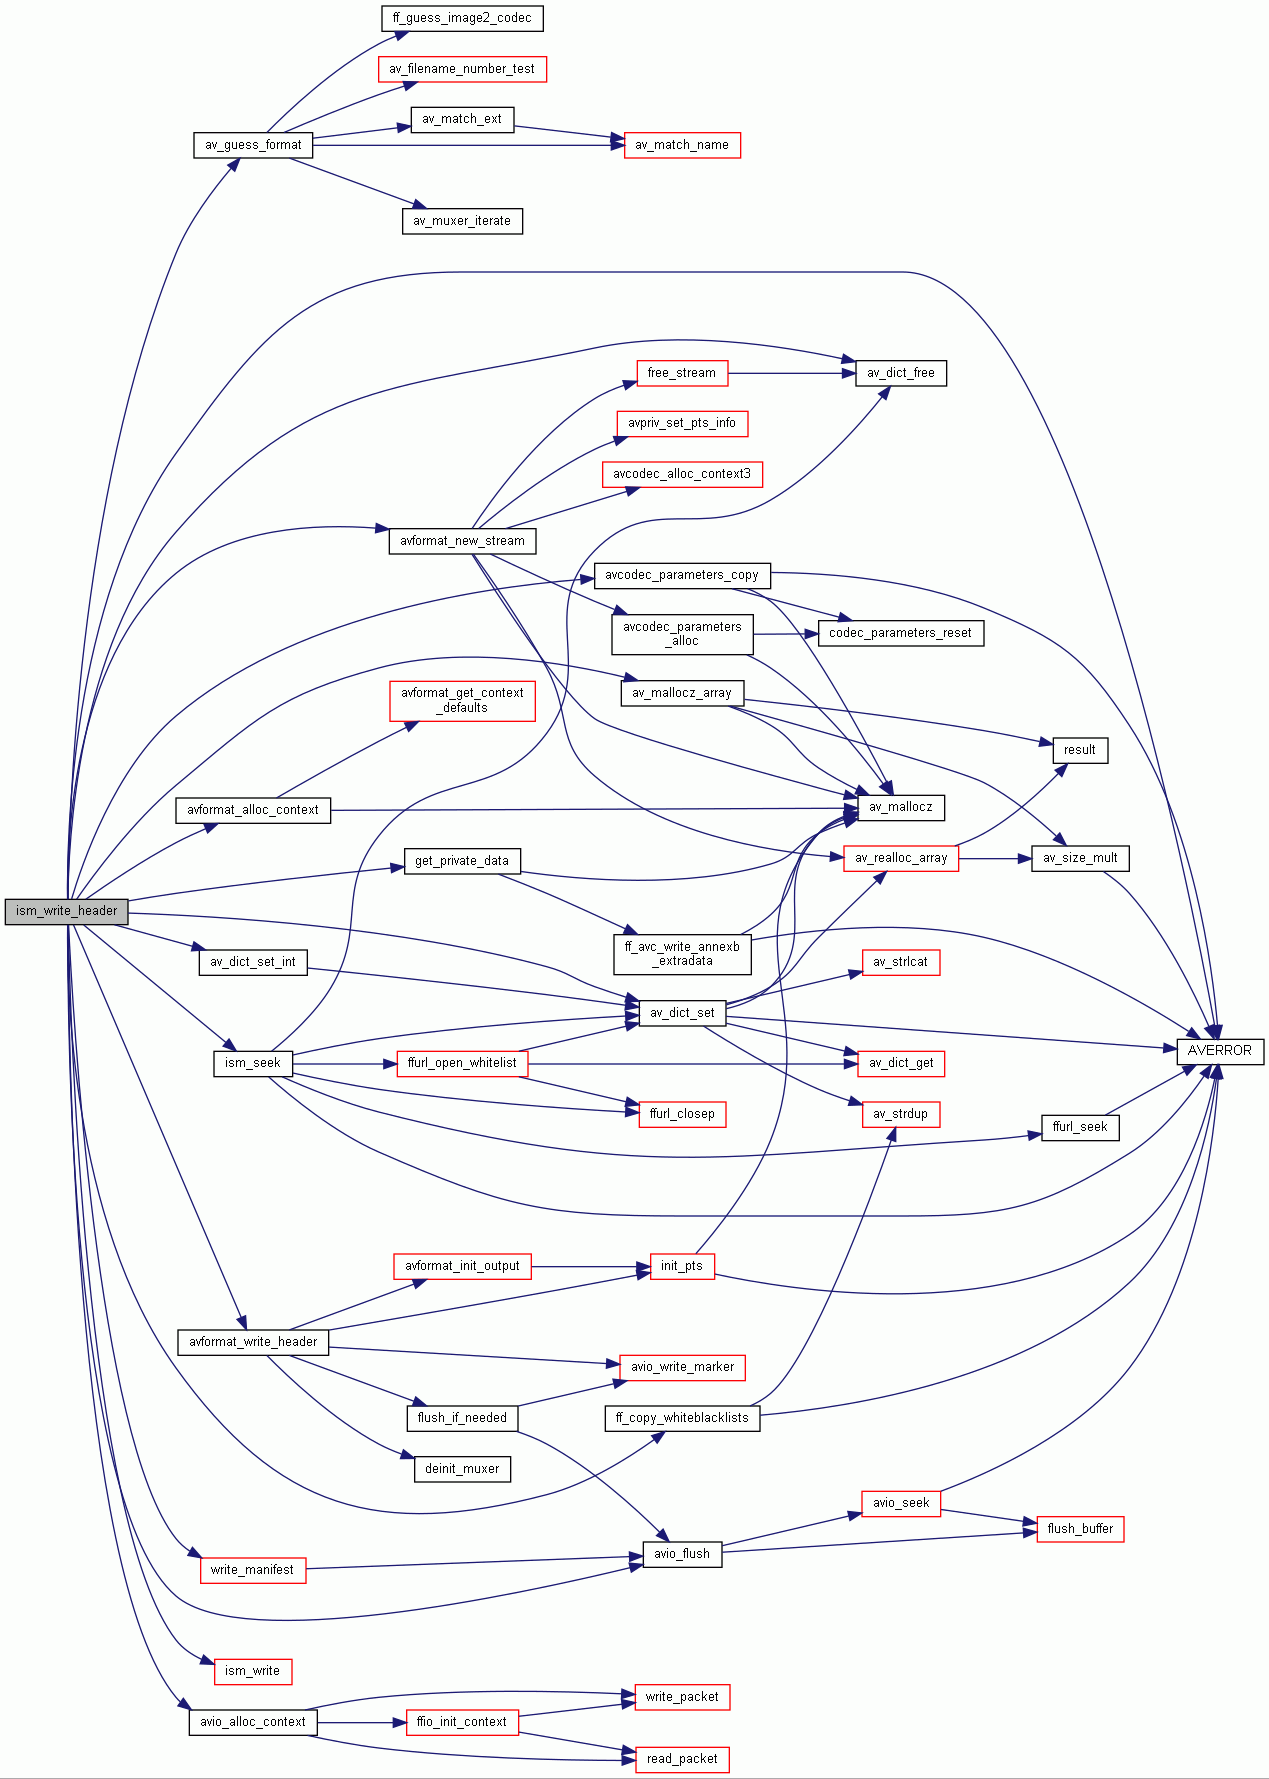 ff_guess_image2_codec
av_filename_number_test
av_match_ext
av_guess_format
av_match_name
av_muxer_iterate
free_stream
av_dict_free
avpriv_set_pts_info
avcodec_alloc_context3
avformat_new_stream
avcodec_parameters_copy
avcodec_parameters
_alloc
codec_parameters_reset
avformat_get_context
_defaults
av_mallocz_array
result
avformat_alloc_context
av_mallocz
get_private_data
av_realloc_array
av_size_mult
ism_write_header
ff_avc_write_annexb
_extradata
av_dict_set_int
av_strlcat
av_dict_set
AVERROR
ism_seek
ffurl_open_whitelist
av_dict_get
ffurl_closep
av_strdup
ffurl_seek
avformat_init_output
init_pts
avformat_write_header
avio_write_marker
flush_if_needed
ff_copy_whiteblacklists
deinit_muxer
avio_seek
flush_buffer
avio_flush
write_manifest
ism_write
write_packet
avio_alloc_context
ffio_init_context
read_packet